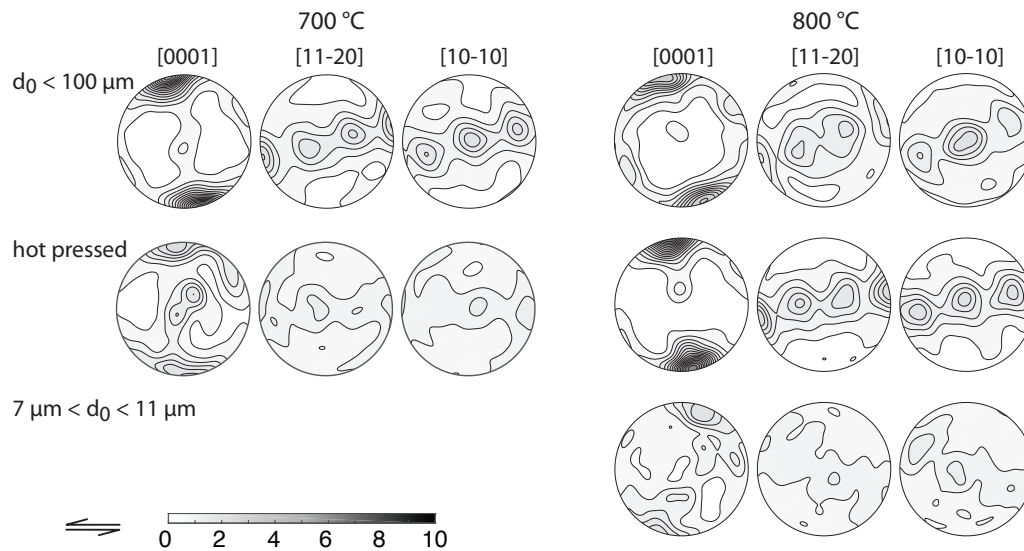 700 °C 800 °C
[0001] [11-20] [10-10] [0001] [11-20] [10-10]
d0 < 100 μm
hot pressed
7 μm < d0 < 11 μm
0 2 4 6 8 10